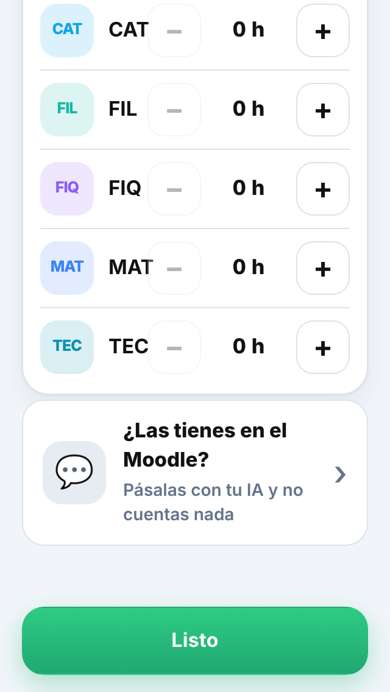 CAT CAT − 0 h +
FIL FIL − 0 h +
FIQ FIQ − 0 h +
MAT MAT − 0 h +
TEC TEC − 0 h +
¿Las tienes en el
Moodle?
Pásalas con tu IA y no
cuentas nada
›
Listo